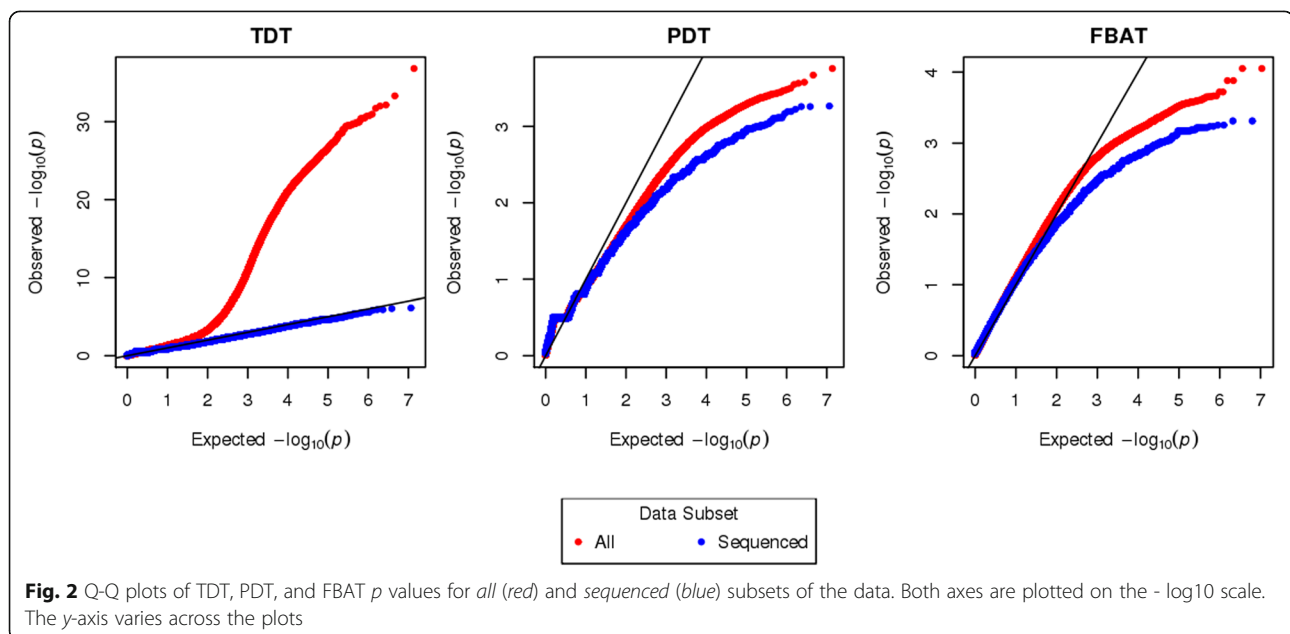 TDT
PDT
FBAT
Observed −log10(p)
0 10 20 30
0 1 2 3 4 5 6 7
Expected −log10(p)
Observed −log10(p)
0 1 2 3
0 1 2 3 4 5 6 7
Expected −log10(p)
Observed −log10(p)
0 1 2 3 4
0 1 2 3 4 5 6 7
Expected −log10(p)
Data Subset
All Sequenced
Fig. 2 Q-Q plots of TDT, PDT, and FBAT p values for all (red) and sequenced (blue) subsets of the data. Both axes are plotted on the - log10 scale.
The y-axis varies across the plots